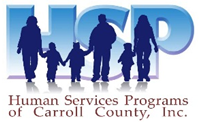 HSP
Human Services Programs
of Carroll County, Inc.